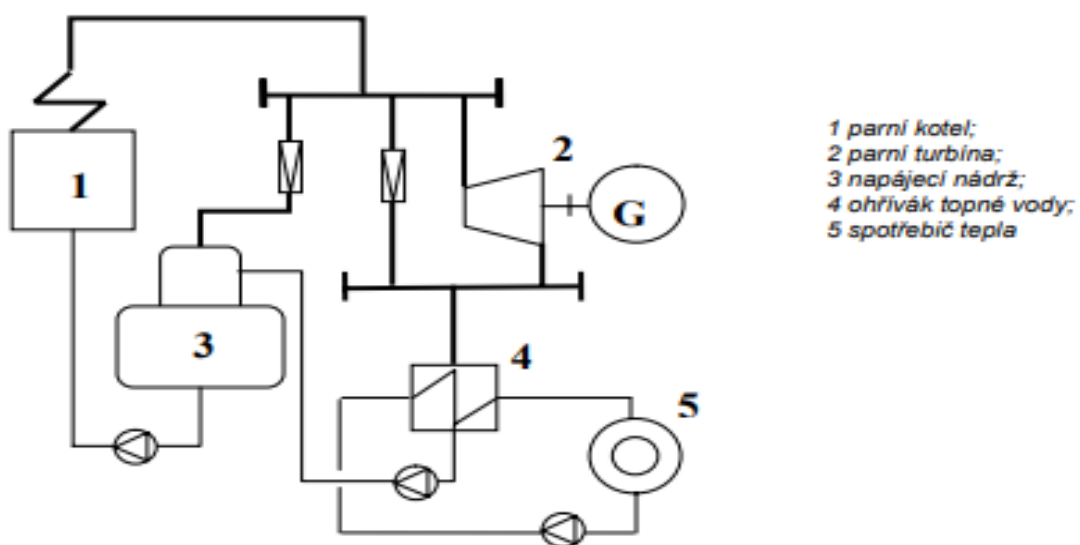 1
2
G
3
4
5
1 parní kotel;
2 parní turbína;
3 napájecí nádrž;
4 ohřívák topné vody;
5 spotřebič tepla